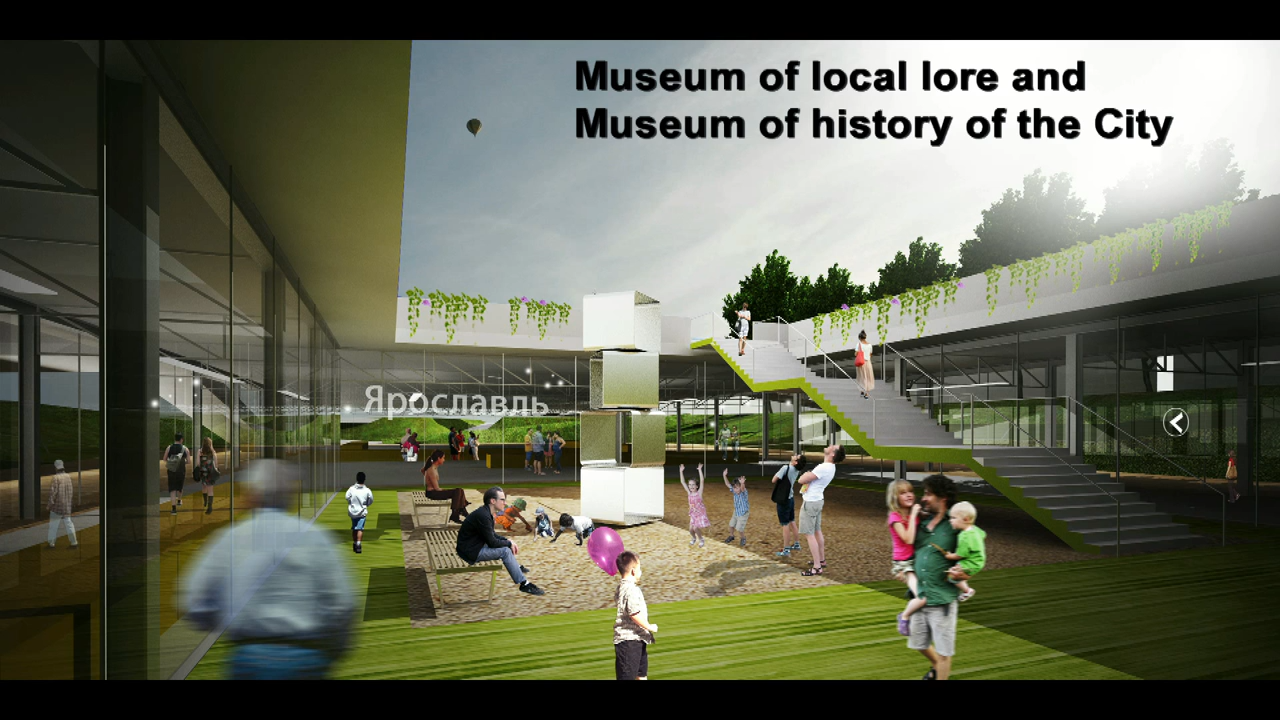 Museum of local lore and
Museum of history of the City
Ярославль